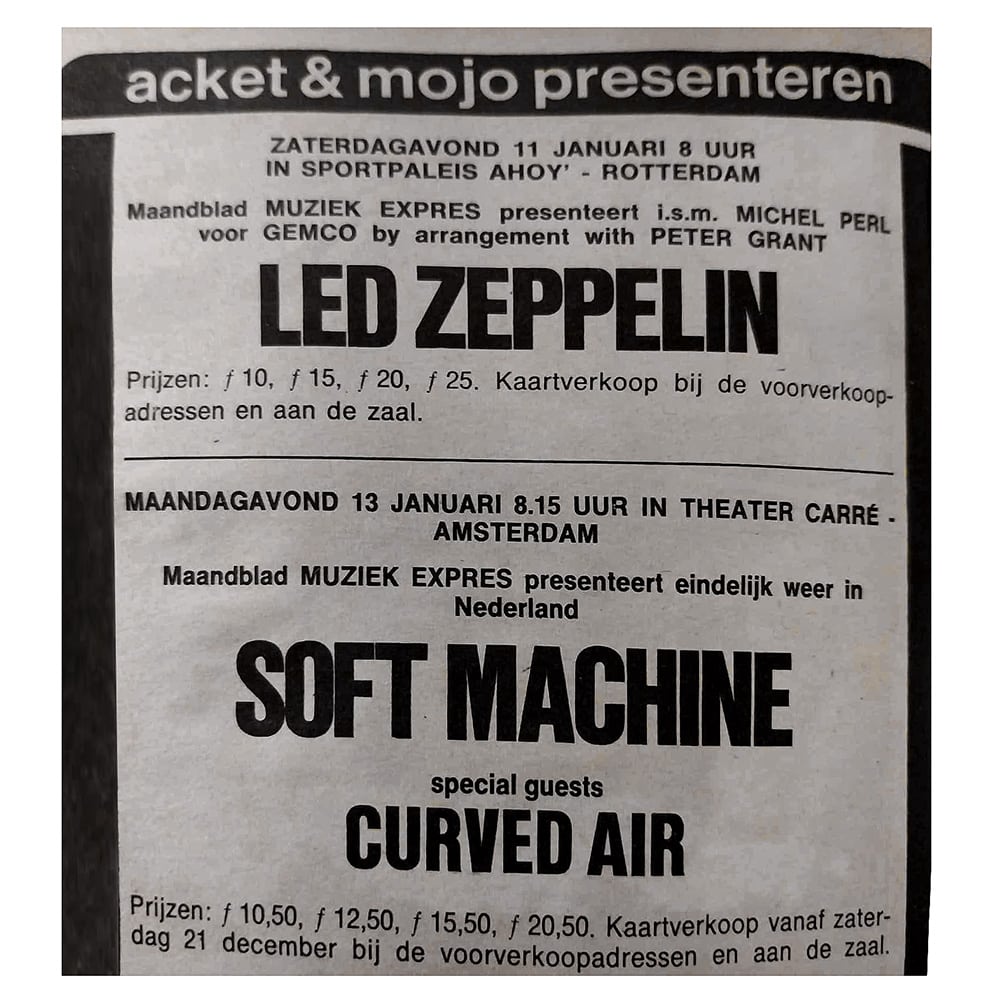 acket & mojo presenteren
ZATERDAGAVOND 11 JANUARI 8 UUR
IN SPORTPALEIS AHOY' - ROTTERDAM
Maandblad MUZIEK EXPRES presenteert i.s.m. MICHEL PERL
voor GEMCO by arrangement with PETER GRANT
LED ZEPPELIN
Prijzen: ƒ 10, ƒ 15, ƒ 20, ƒ 25. Kaartverkoop bij de voorverkoop-
adressen en aan de zaal.
MAANDAGAVOND 13 JANUARI 8.15 UUR IN THEATER CARRÉ -
AMSTERDAM
Maandblad MUZIEK EXPRES presenteert eindelijk weer in
Nederland
SOFT MACHINE
special guests
CURVED AIR
Prijzen: ƒ 10,50, ƒ 12,50, ƒ 15,50, ƒ 20,50. Kaartverkoop vanaf zater-
dag 21 december bij de voorverkoopadressen en aan de zaal.